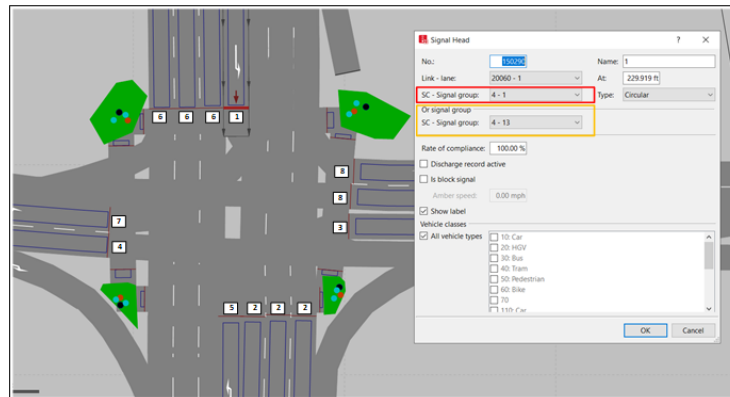 Signal Head
? ×
No.: 150290 Name: 1
Link - lane: 20060 - 1 At: 229.919 ft
SC - Signal group: 4 - 1 Type: Circular
Or signal group
SC - Signal group: 4 - 13
Rate of compliance: 100.00 %
Discharge record active
Is block signal
Amber speed: 0.00 mph
Show label
Vehicle classes
All vehicle types
10: Car
20: HGV
30: Bus
40: Tram
50: Pedestrian
60: Bike
70
110: Car
OK Cancel
6 6 6 1
8
8
3
7
4
5 2 2 2